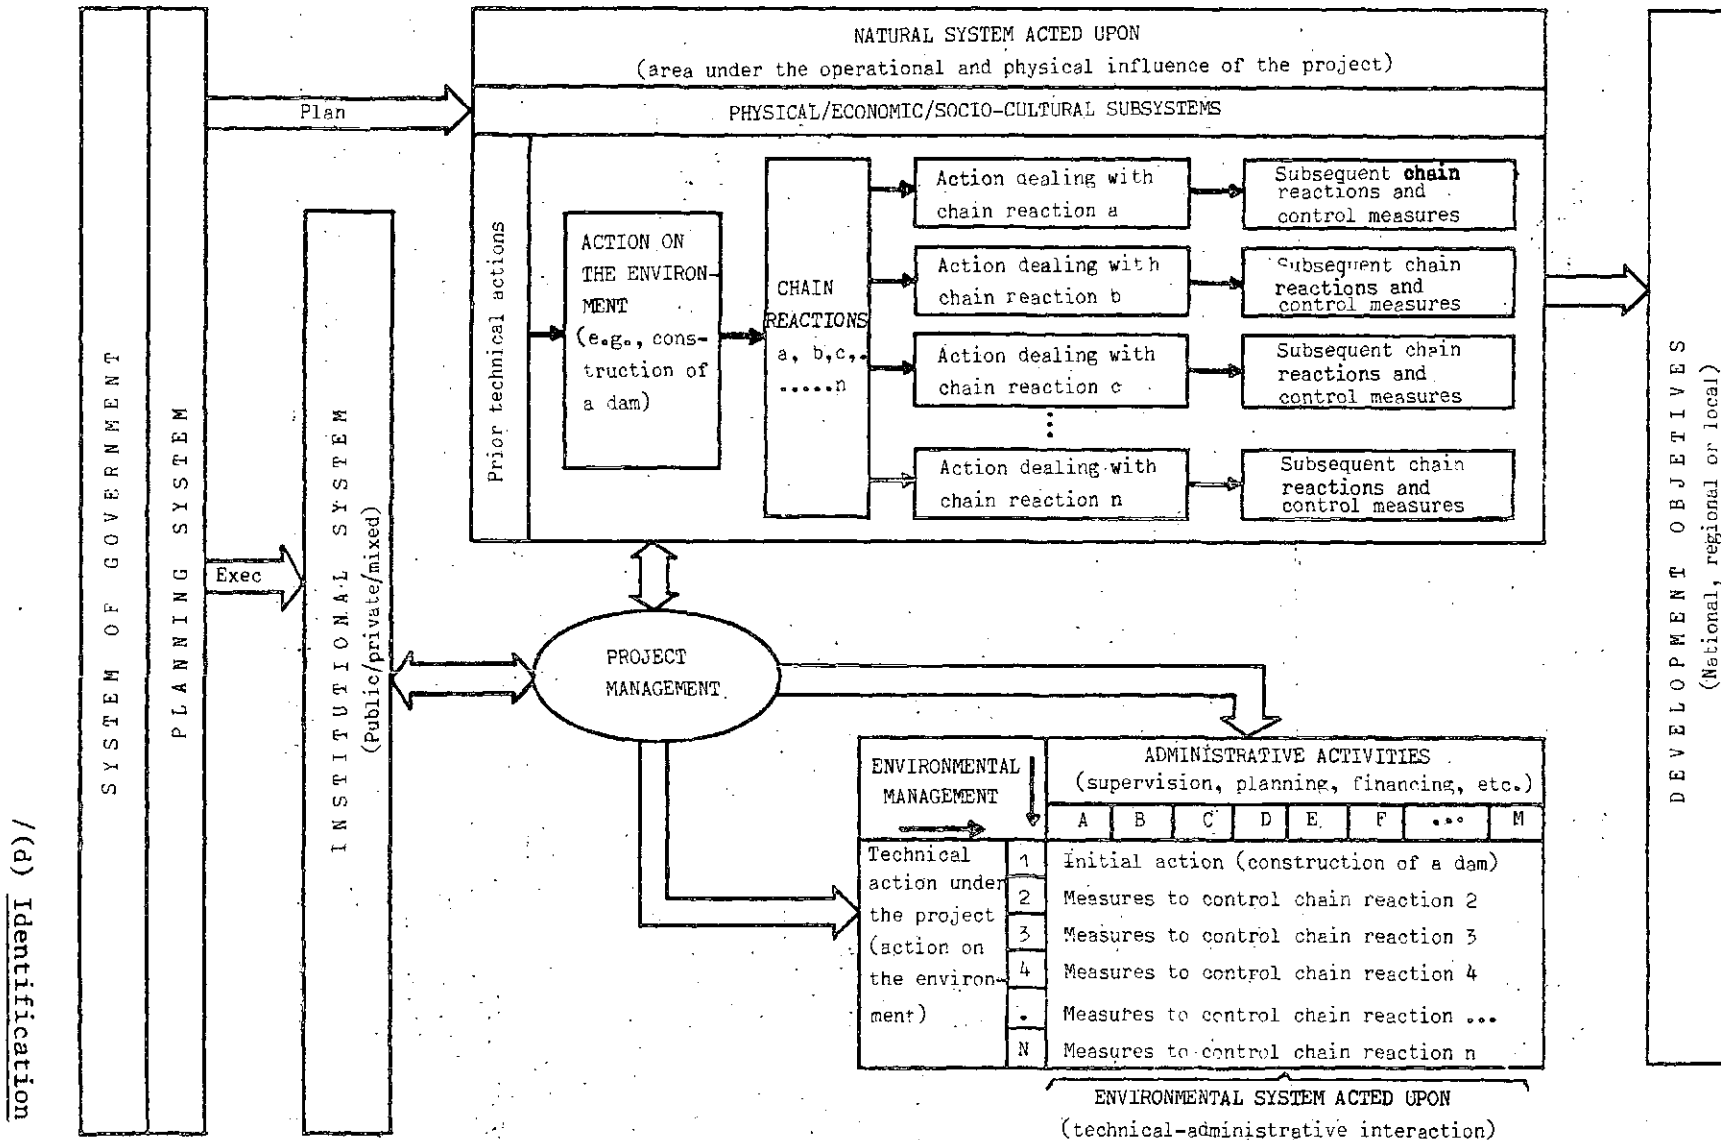 SYSTEM OF GOVERNMENT
PLANNING SYSTEM
Plan
Exec
INSTITUTIONAL SYSTEM
(Public/private/mixed)
NATURAL SYSTEM ACTED UPON
(area under the operational and physical influence of the project)
PHYSICAL/ECONOMIC/SOCIO-CULTURAL SUBSYSTEMS
Prior technical actions
ACTION ON
THE ENVIRON-
MENT
(e.g., cons-
truction of
a dam)
CHAIN
REACTIONS
a, b,c,.
.....n
Action dealing with
chain reaction a
Subsequent chain
reactions and
control measures
Action dealing with
chain reaction b
Subsequent chain
reactions and
control measures
Action dealing with
chain reaction c
Subsequent chain
reactions and
control measures
Action dealing with
chain reaction n
Subsequent chain
reactions and
control measures
PROJECT
MANAGEMENT
ENVIRONMENTAL
MANAGEMENT
ADMINISTRATIVE ACTIVITIES
(supervision, planning, financing, etc.)
A B C D E F ... M
Technical
action under
the project
(action on
the environ-
ment)
1 Initial action (construction of a dam)
2 Measures to control chain reaction 2
3 Measures to control chain reaction 3
4 Measures to control chain reaction 4
. Measures to control chain reaction ...
N Measures to control chain reaction n
ENVIRONMENTAL SYSTEM ACTED UPON
(technical-administrative interaction)
DEVELOPMENT OBJETIVES
(National, regional or local)
/(d) Identification